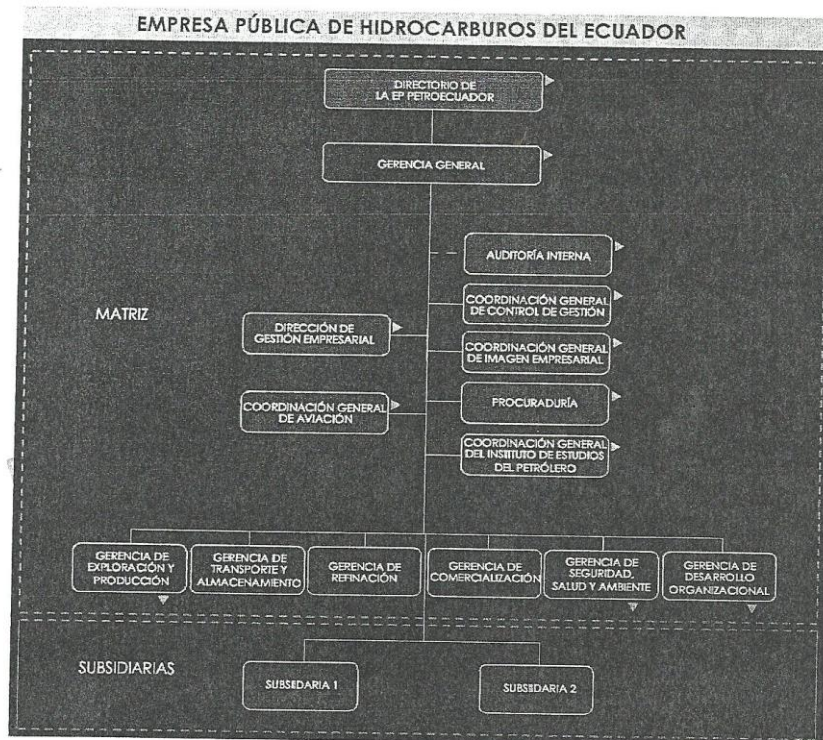 EMPRESA PÚBLICA DE HIDROCARBUROS DEL ECUADOR
DIRECTORIO DE
LA EP PETROECUADOR
GERENCIA GENERAL
AUDITORÍA INTERNA
MATRIZ
COORDINACIÓN GENERAL
DE CONTROL DE GESTIÓN
DIRECCIÓN DE
GESTIÓN EMPRESARIAL
COORDINACIÓN GENERAL
DE IMAGEN EMPRESARIAL
COORDINACIÓN GENERAL
DE AVIACIÓN
PROCURADURÍA
COORDINACIÓN GENERAL
DEL INSTITUTO DE ESTUDIOS
DEL PETRÓLERO
GERENCIA DE
EXPLORACIÓN Y
PRODUCCIÓN
GERENCIA DE
TRANSPORTE Y
ALMACENAMIENTO
GERENCIA DE
REFINACIÓN
GERENCIA DE
COMERCIALIZACIÓN
GERENCIA DE
SEGURIDAD,
SALUD Y AMBIENTE
GERENCIA DE
DESARROLLO
ORGANIZACIONAL
SUBSIDIARIAS
SUBSIDARIA 1
SUBSIDARIA 2